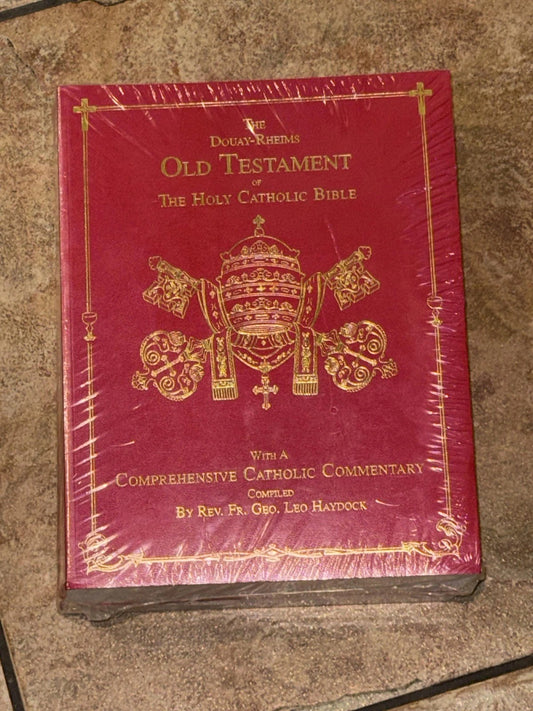 The
Douay-Rheims
Old Testament
of
The Holy Catholic Bible
With A
Comprehensive Catholic Commentary
Compiled
By Rev. Fr. Geo. Leo Haydock